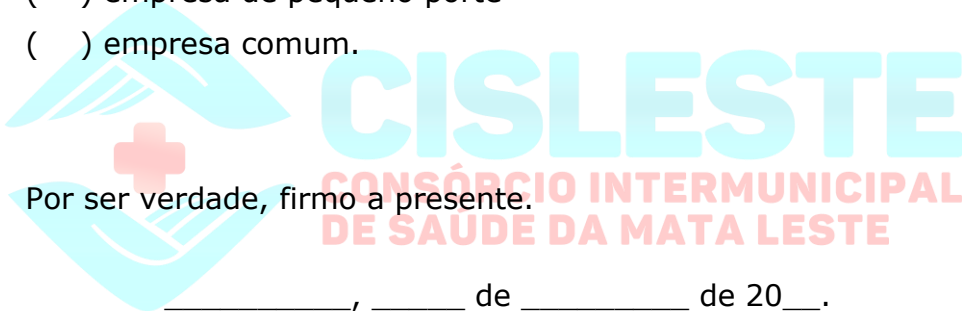 ( ) empresa de pequeno porte
( ) empresa comum.
CISLESTE
CONSÓRCIO INTERMUNICIPAL
DE SAÚDE DA MATA LESTE
Por ser verdade, firmo a presente.
___________, _____ de __________ de 20__.